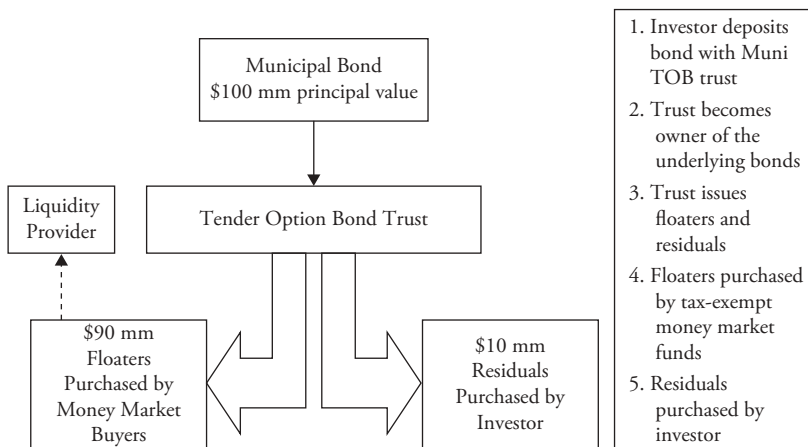 Municipal Bond
$100 mm principal value
Liquidity
Provider
Tender Option Bond Trust
$90 mm
Floaters
Purchased by
Money Market
Buyers
$10 mm
Residuals
Purchased by
Investor
1. Investor deposits
bond with Muni
TOB trust
2. Trust becomes
owner of the
underlying bonds
3. Trust issues
floaters and
residuals
4. Floaters purchased
by tax-exempt
money market
funds
5. Residuals
purchased by
investor